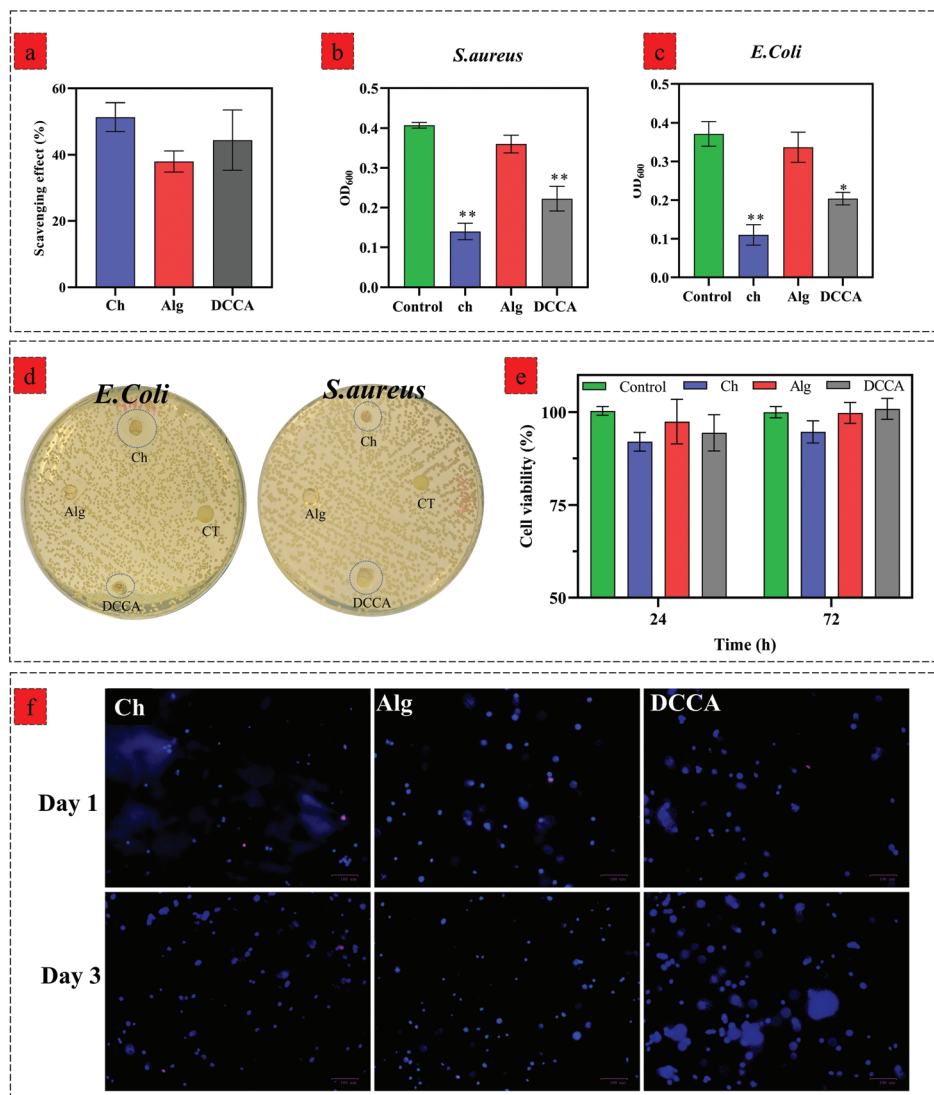 a
Scavenging effect (%)
60
40
20
0
Ch Alg DCCA
b
S.aureus
OD600
0.5
0.4
0.3
0.2
0.1
0.0
**
**
Control ch Alg DCCA
c
E.Coli
OD600
0.5
0.4
0.3
0.2
0.1
0.0
**
*
Control ch Alg DCCA
d
E.Coli
Ch
Alg
CT
DCCA
S.aureus
Ch
Alg
CT
DCCA
e
Control Ch Alg DCCA
Cell viability (%)
100
75
50
24 72
Time (h)
f
Ch Alg DCCA
Day 1
Day 3